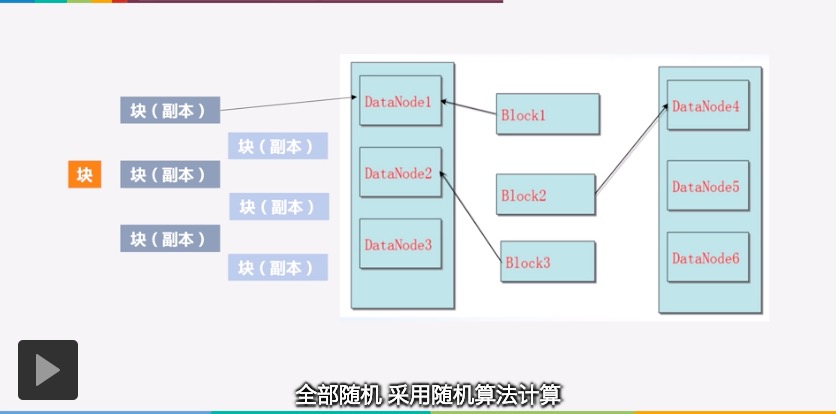 块（副本）
块（副本）
块
块（副本）
块（副本）
块（副本）
块（副本）
DataNode1
DataNode2
DataNode3
Block1
Block2
Block3
DataNode4
DataNode5
DataNode6
全部随机 采用随机算法计算